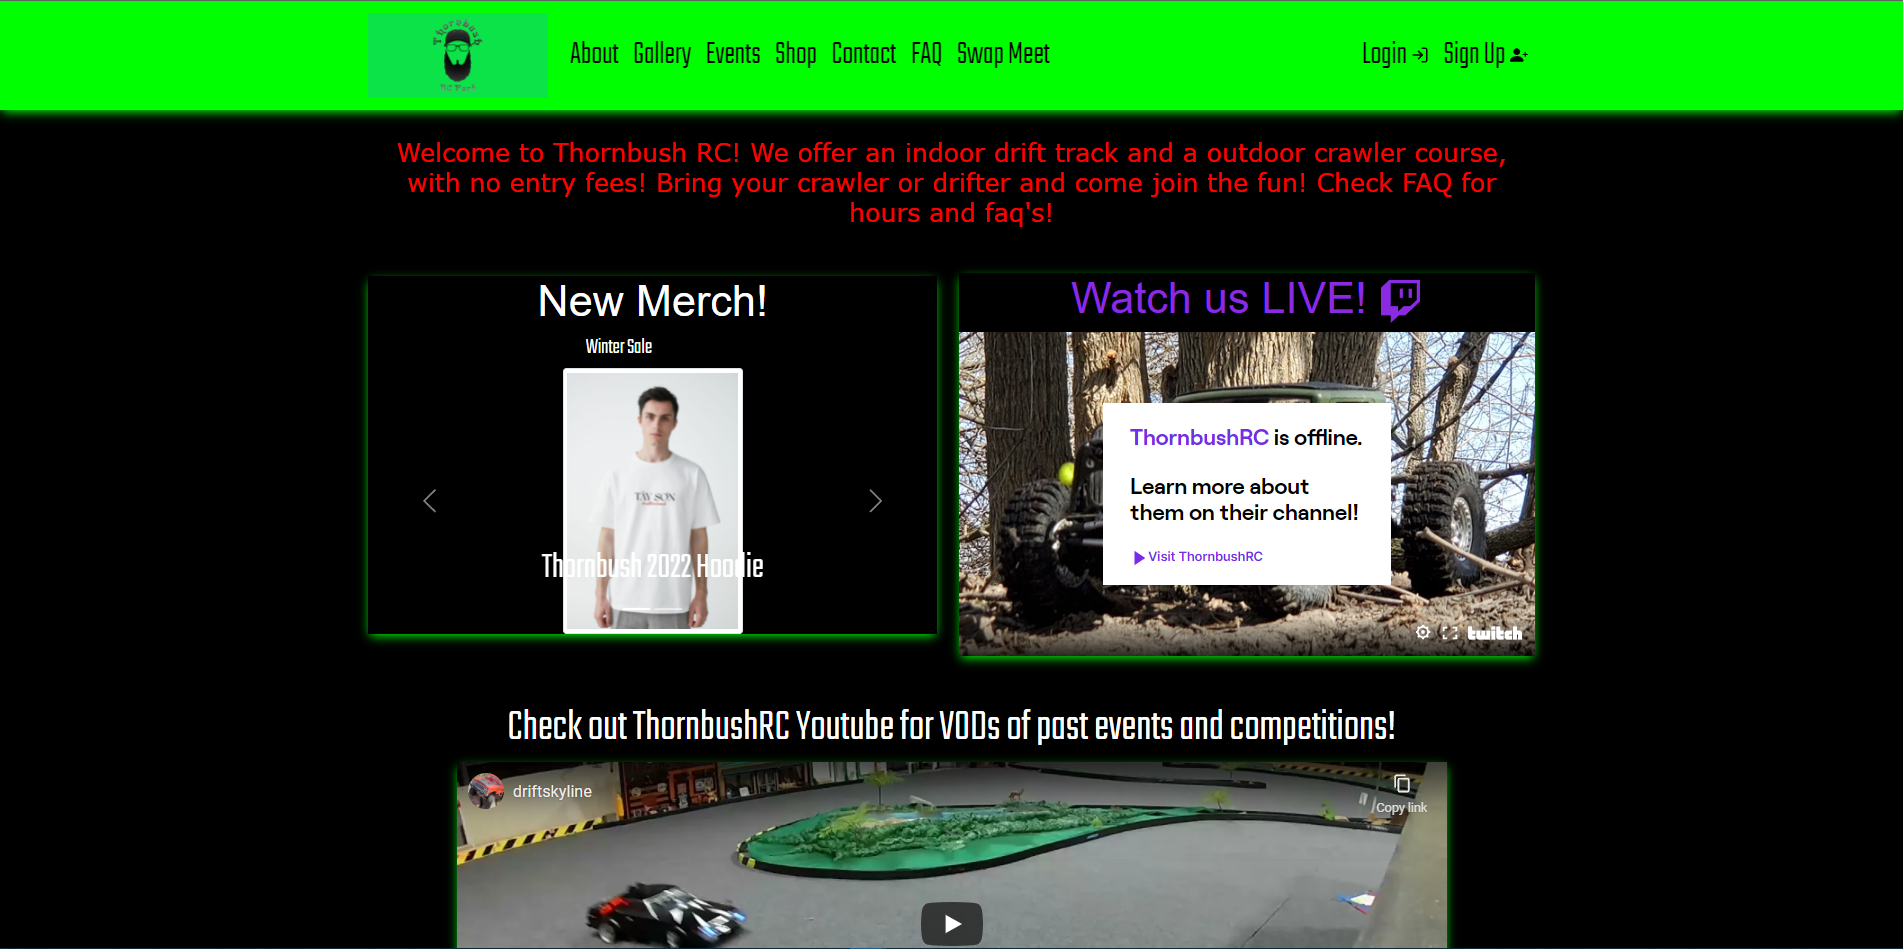 Thornbush
RC Park
About Gallery Events Shop Contact FAQ Swap Meet
Login Sign Up
Welcome to Thornbush RC! We offer an indoor drift track and a outdoor crawler course,
with no entry fees! Bring your crawler or drifter and come join the fun! Check FAQ for
hours and faq's!
New Merch!
Winter Sale
TAY SON
Thornbush 2022 Hoodie
Watch us LIVE!
ThornbushRC is offline.
Learn more about
them on their channel!
Visit ThornbushRC
twitch
Check out ThornbushRC Youtube for VODs of past events and competitions!
driftskyline
Copy link